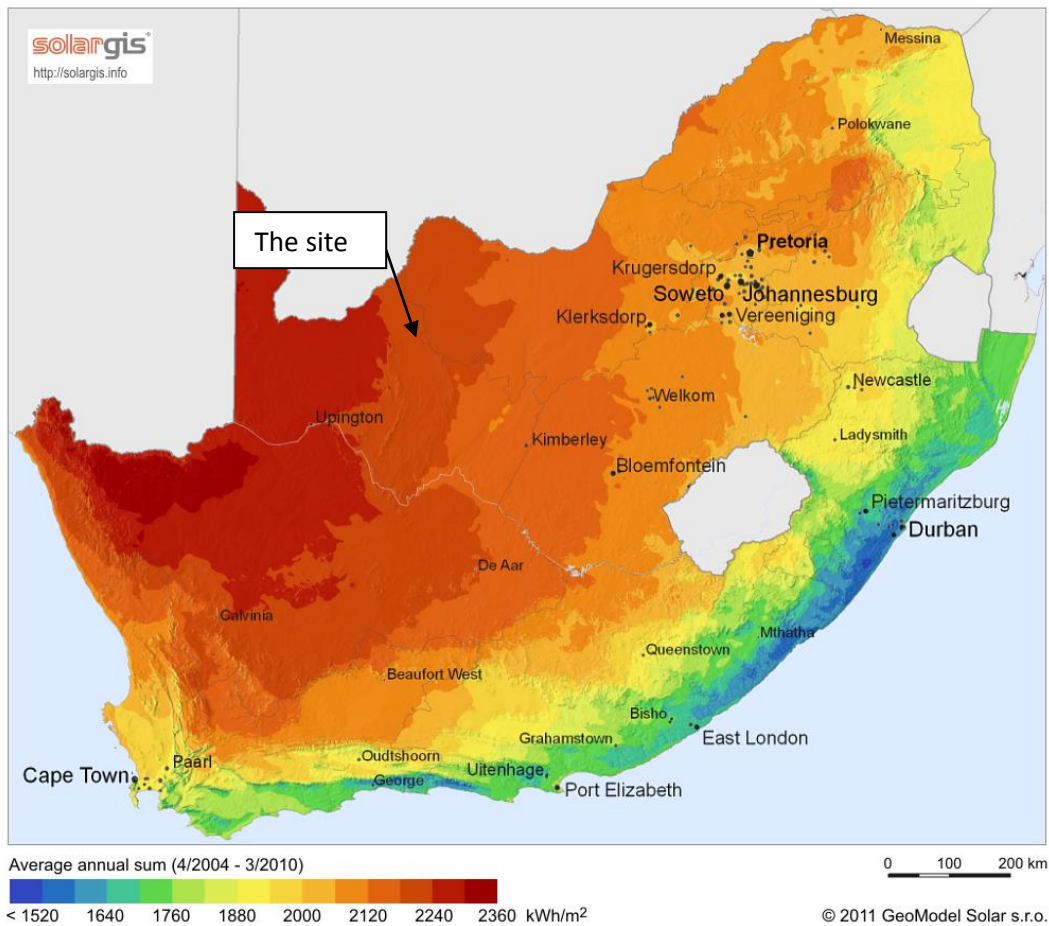 solargis
http://solargis.info
Messina
Polokwane
The site
Pretoria
Krugersdorp
Soweto
Johannesburg
Klerksdorp
Vereeniging
Newcastle
Welkom
Upington
Kimberley
Ladysmith
Bloemfontein
Pietermaritzburg
Durban
De Aar
Calvinia
Mthatha
Queenstown
Beaufort West
Bisho
Grahamstown
East London
Oudtshoorn
Paarl
Uitenhage
Cape Town
George
Port Elizabeth
Average annual sum (4/2004 - 3/2010)
0 100 200 km
< 1520 1640 1760 1880 2000 2120 2240 2360 kWh/m²
© 2011 GeoModel Solar s.r.o.